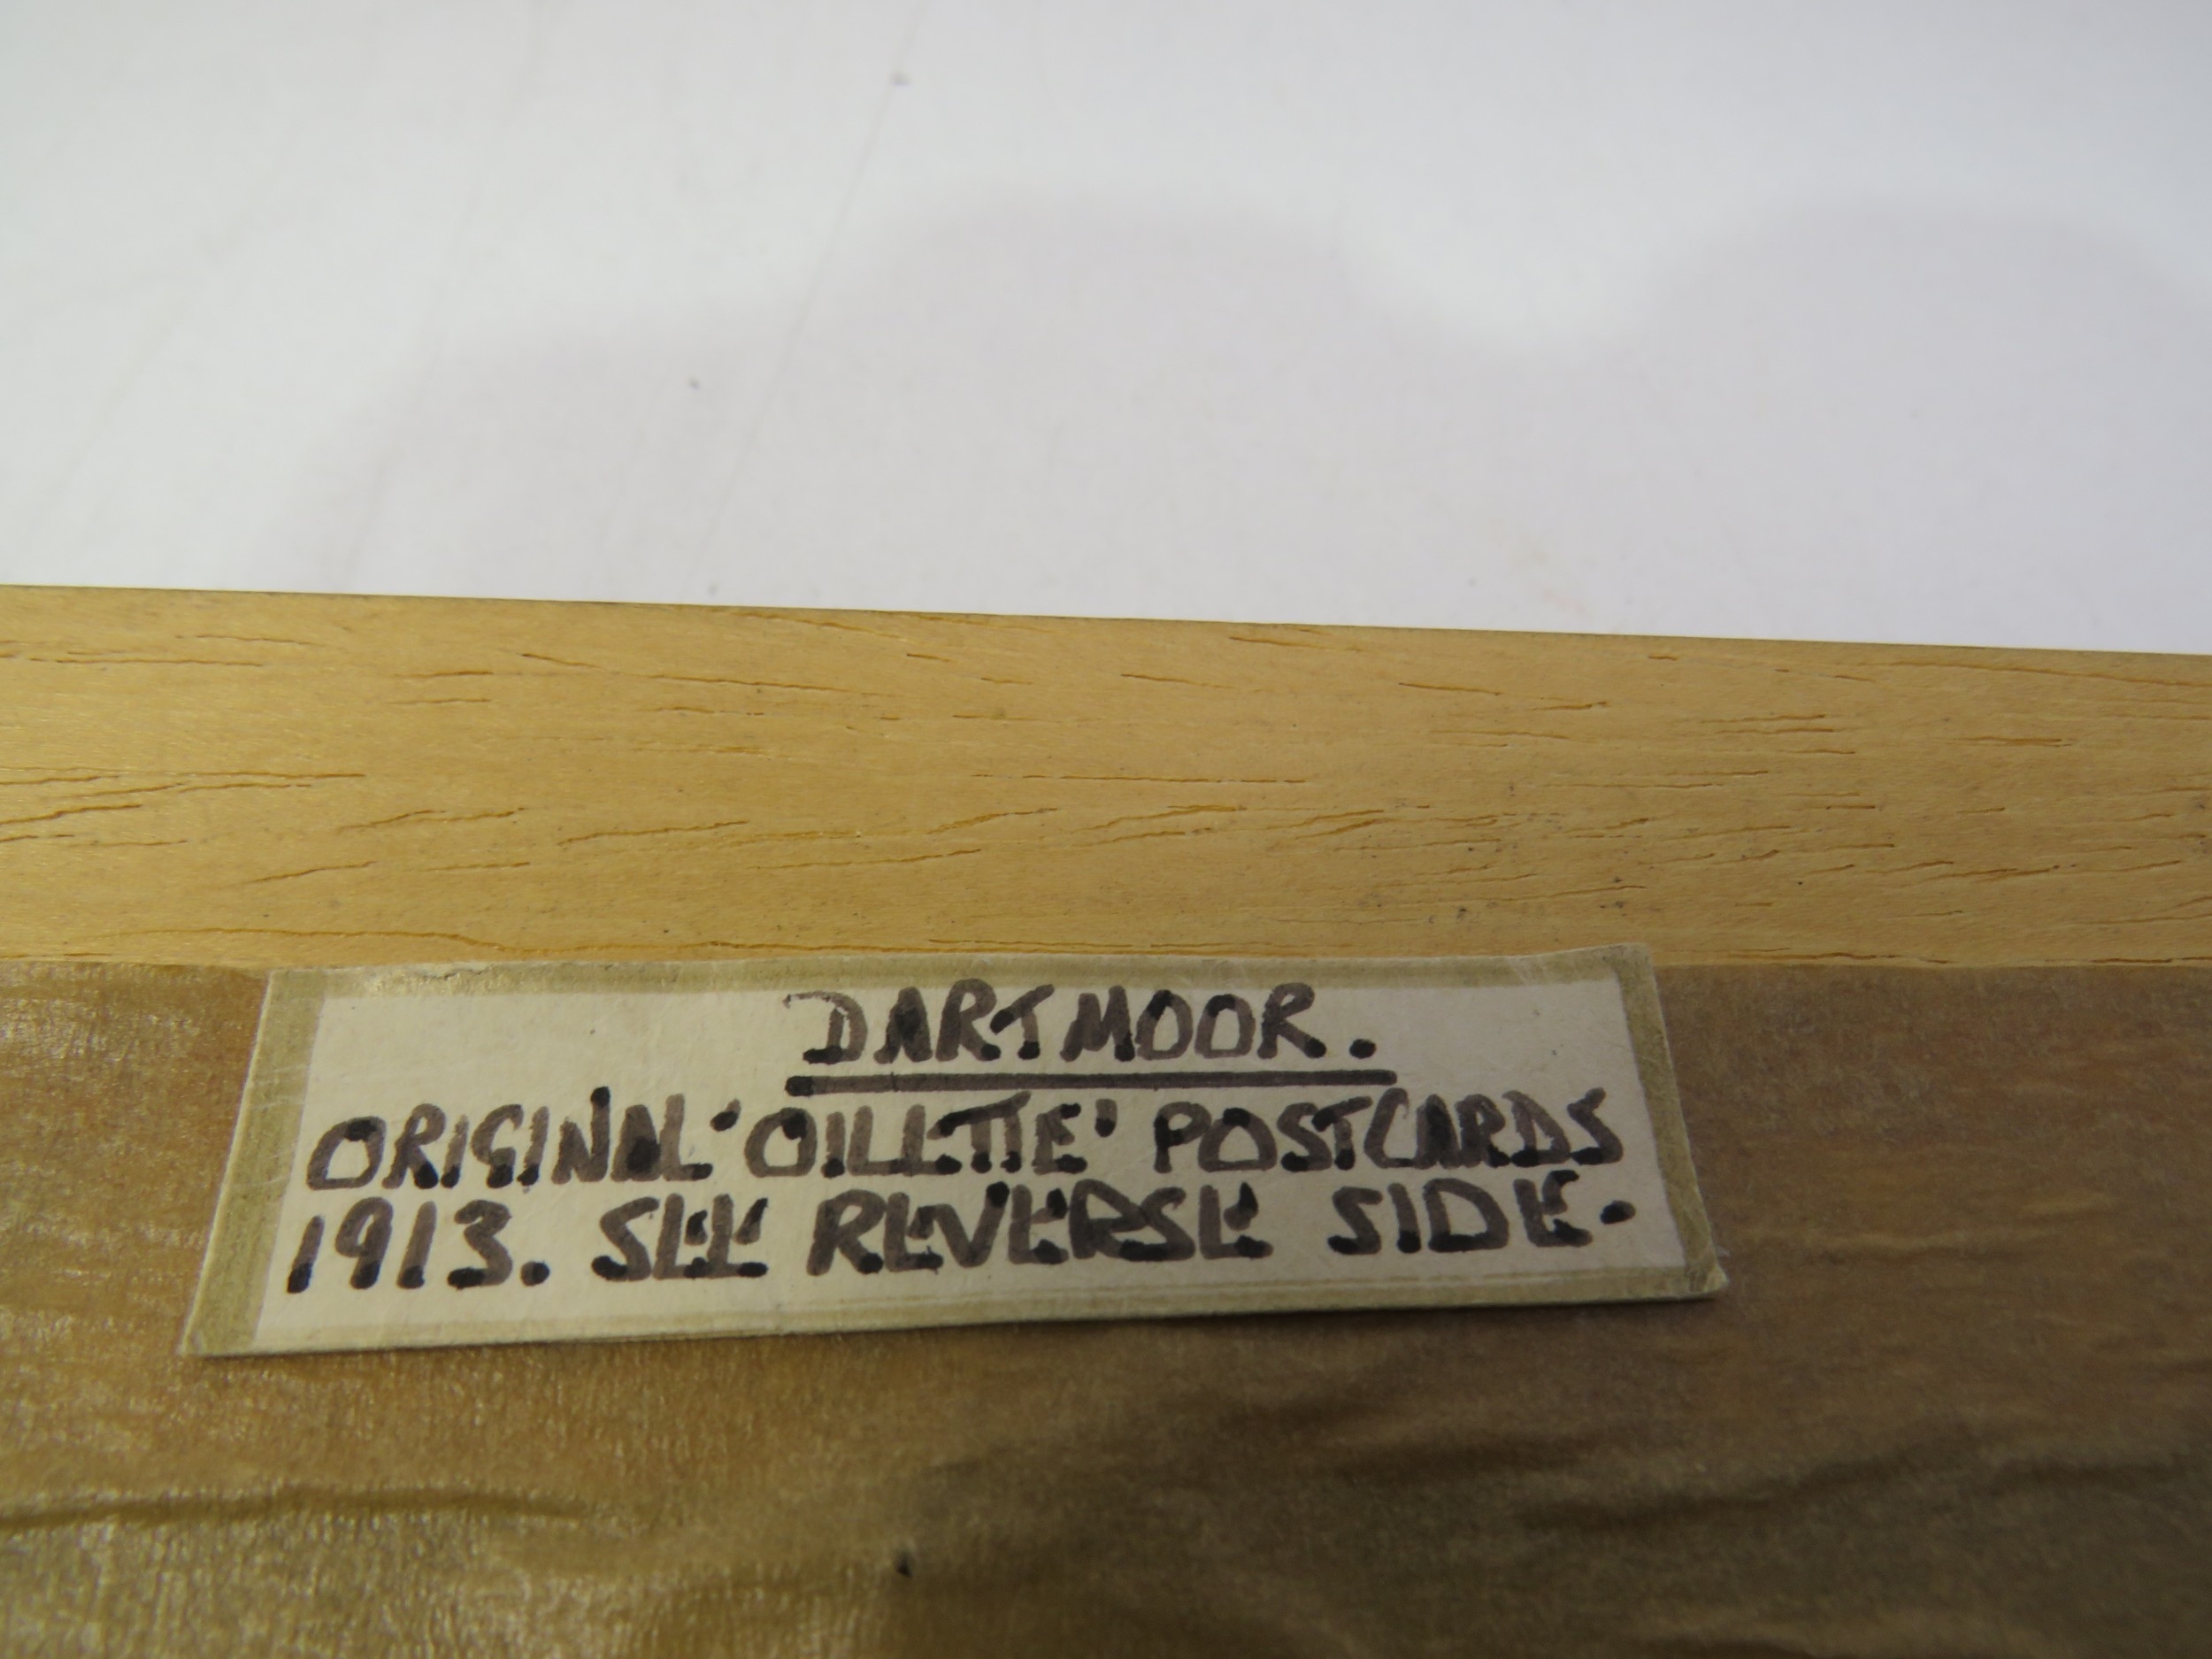 DARTMOOR.
ORIGINAL 'OILETTE' POSTCARDS
1913. SEE REVERSE SIDE.